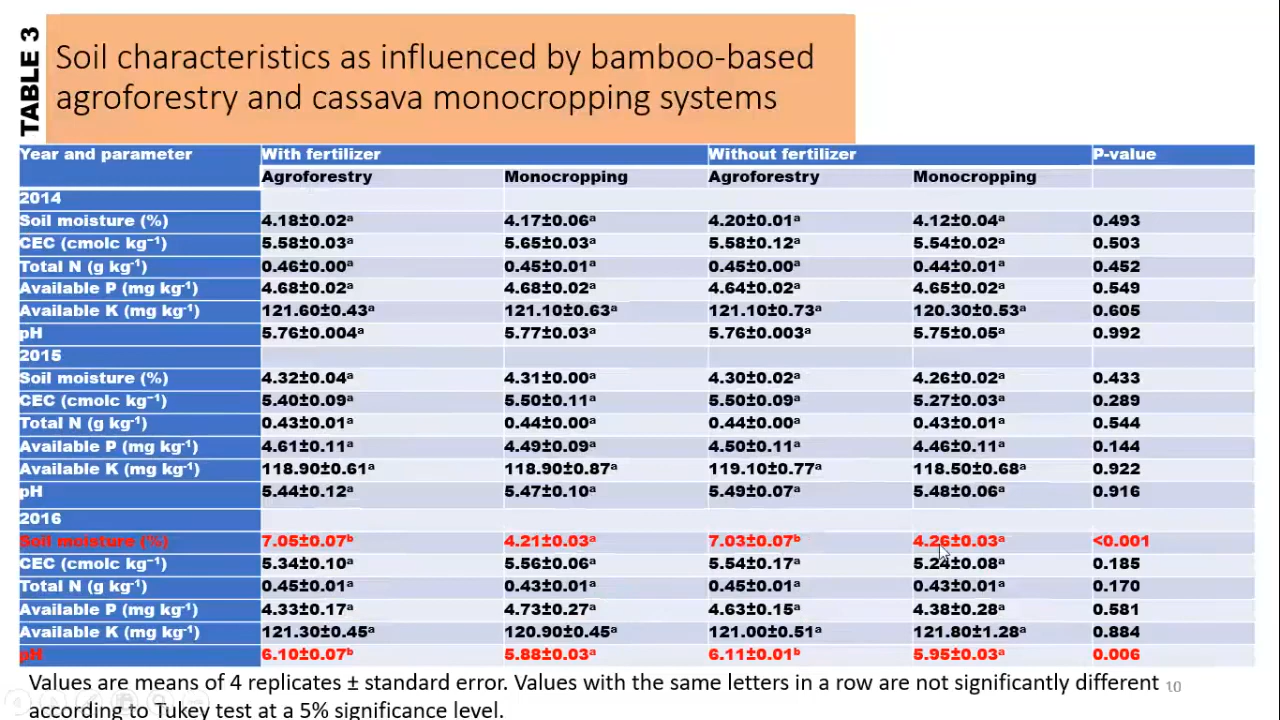 TABLE 3
Soil characteristics as influenced by bamboo-based
agroforestry and cassava monocropping systems
Year and parameter With fertilizer Without fertilizer P-value
Agroforestry Monocropping Agroforestry Monocropping
2014
Soil moisture (%) 4.18±0.02ᵃ 4.17±0.06ᵃ 4.20±0.01ᵃ 4.12±0.04ᵃ 0.493
CEC (cmolc kg⁻¹) 5.58±0.03ᵃ 5.65±0.03ᵃ 5.58±0.12ᵃ 5.54±0.02ᵃ 0.503
Total N (g kg⁻¹) 0.46±0.00ᵃ 0.45±0.01ᵃ 0.45±0.00ᵃ 0.44±0.01ᵃ 0.452
Available P (mg kg⁻¹) 4.68±0.02ᵃ 4.68±0.02ᵃ 4.64±0.02ᵃ 4.65±0.02ᵃ 0.549
Available K (mg kg⁻¹) 121.60±0.43ᵃ 121.10±0.63ᵃ 121.10±0.73ᵃ 120.30±0.53ᵃ 0.605
pH 5.76±0.004ᵃ 5.77±0.03ᵃ 5.76±0.003ᵃ 5.75±0.05ᵃ 0.992
2015
Soil moisture (%) 4.32±0.04ᵃ 4.31±0.00ᵃ 4.30±0.02ᵃ 4.26±0.02ᵃ 0.433
CEC (cmolc kg⁻¹) 5.40±0.09ᵃ 5.50±0.11ᵃ 5.50±0.09ᵃ 5.27±0.03ᵃ 0.289
Total N (g kg⁻¹) 0.43±0.01ᵃ 0.44±0.00ᵃ 0.44±0.00ᵃ 0.43±0.01ᵃ 0.544
Available P (mg kg⁻¹) 4.61±0.11ᵃ 4.49±0.09ᵃ 4.50±0.11ᵃ 4.46±0.11ᵃ 0.144
Available K (mg kg⁻¹) 118.90±0.61ᵃ 118.90±0.87ᵃ 119.10±0.77ᵃ 118.50±0.68ᵃ 0.922
pH 5.44±0.12ᵃ 5.47±0.10ᵃ 5.49±0.07ᵃ 5.48±0.06ᵃ 0.916
2016
Soil moisture (%) 7.05±0.07ᵇ 4.21±0.03ᵃ 7.03±0.07ᵇ 4.26±0.03ᵃ <0.001
CEC (cmolc kg⁻¹) 5.34±0.10ᵃ 5.56±0.06ᵃ 5.54±0.17ᵃ 5.24±0.08ᵃ 0.185
Total N (g kg⁻¹) 0.45±0.01ᵃ 0.43±0.01ᵃ 0.45±0.01ᵃ 0.43±0.01ᵃ 0.170
Available P (mg kg⁻¹) 4.33±0.17ᵃ 4.73±0.27ᵃ 4.63±0.15ᵃ 4.38±0.28ᵃ 0.581
Available K (mg kg⁻¹) 121.30±0.45ᵃ 120.90±0.45ᵃ 121.00±0.51ᵃ 121.80±1.28ᵃ 0.884
pH 6.10±0.07ᵇ 5.88±0.03ᵃ 6.11±0.01ᵇ 5.95±0.03ᵃ 0.006
Values are means of 4 replicates ± standard error. Values with the same letters in a row are not significantly different 10
according to Tukey test at a 5% significance level.